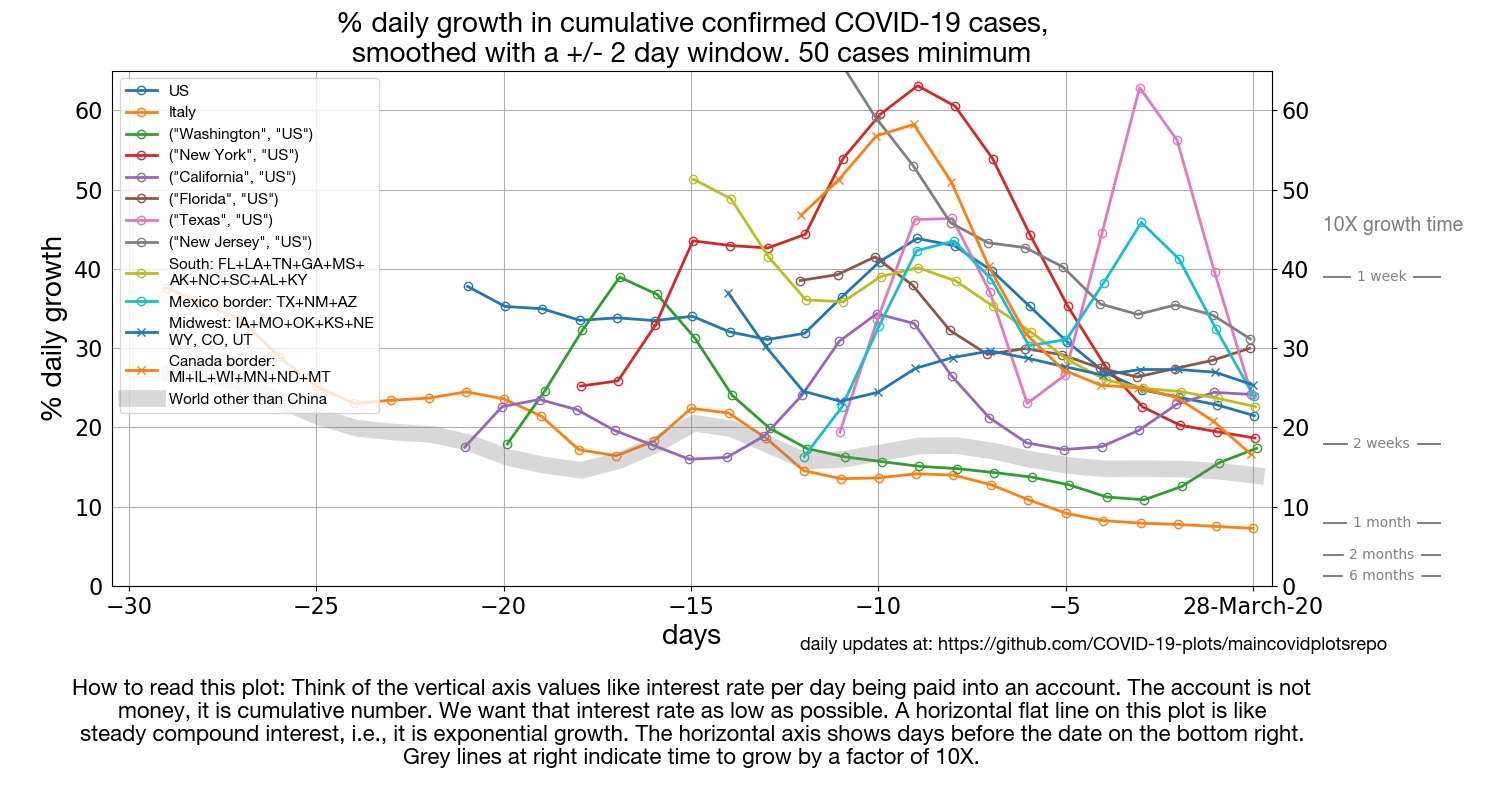 % daily growth in cumulative confirmed COVID-19 cases,
smoothed with a +/- 2 day window. 50 cases minimum
% daily growth
60
50
40
30
20
10
0
US
Italy
("Washington", "US")
("New York", "US")
("California", "US")
("Florida", "US")
("Texas", "US")
("New Jersey", "US")
South: FL+LA+TN+GA+MS+
AK+NC+SC+AL+KY
Mexico border: TX+NM+AZ
Midwest: IA+MO+OK+KS+NE
WY, CO, UT
Canada border:
MI+IL+WI+MN+ND+MT
World other than China
60
50
40
30
20
10
0
10X growth time
1 week
2 weeks
1 month
2 months
6 months
−30 −25 −20 −15 −10 −5 28-March-20
days
daily updates at: https://github.com/COVID-19-plots/maincovidplotsrepo
How to read this plot: Think of the vertical axis values like interest rate per day being paid into an account. The account is not
money, it is cumulative number. We want that interest rate as low as possible. A horizontal flat line on this plot is like
steady compound interest, i.e., it is exponential growth. The horizontal axis shows days before the date on the bottom right.
Grey lines at right indicate time to grow by a factor of 10X.